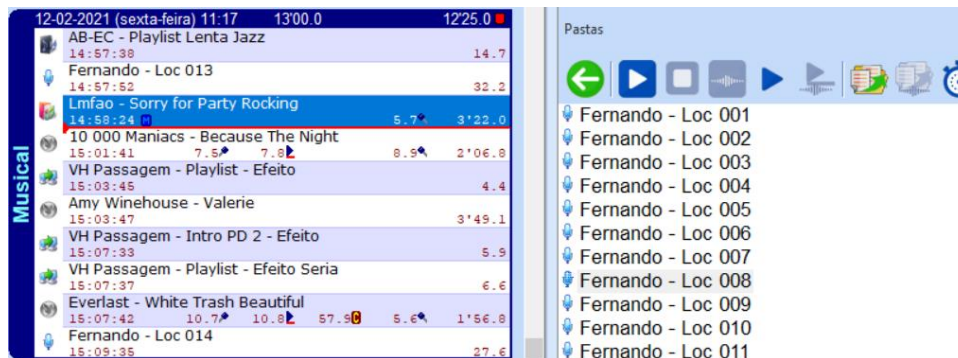 12-02-2021 (sexta-feira) 11:17 13'00.0 12'25.0
Musical
AB-EC - Playlist Lenta Jazz
14:57:38 14.7
Fernando - Loc 013
14:57:52 32.2
Lmfao - Sorry for Party Rocking
14:58:24 M 5.7 3'22.0
10 000 Maniacs - Because The Night
15:01:41 7.5 7.8 8.9 2'06.8
VH Passagem - Playlist - Efeito
15:03:45 4.4
Amy Winehouse - Valerie
15:03:47 3'49.1
VH Passagem - Intro PD 2 - Efeito
15:07:33 5.9
VH Passagem - Playlist - Efeito Seria
15:07:37 6.6
Everlast - White Trash Beautiful
15:07:42 10.7 10.8 57.9 C 5.6 1'56.8
Fernando - Loc 014
15:09:35 27.6
Pastas
Fernando - Loc 001
Fernando - Loc 002
Fernando - Loc 003
Fernando - Loc 004
Fernando - Loc 005
Fernando - Loc 006
Fernando - Loc 007
Fernando - Loc 008
Fernando - Loc 009
Fernando - Loc 010
Fernando - Loc 011